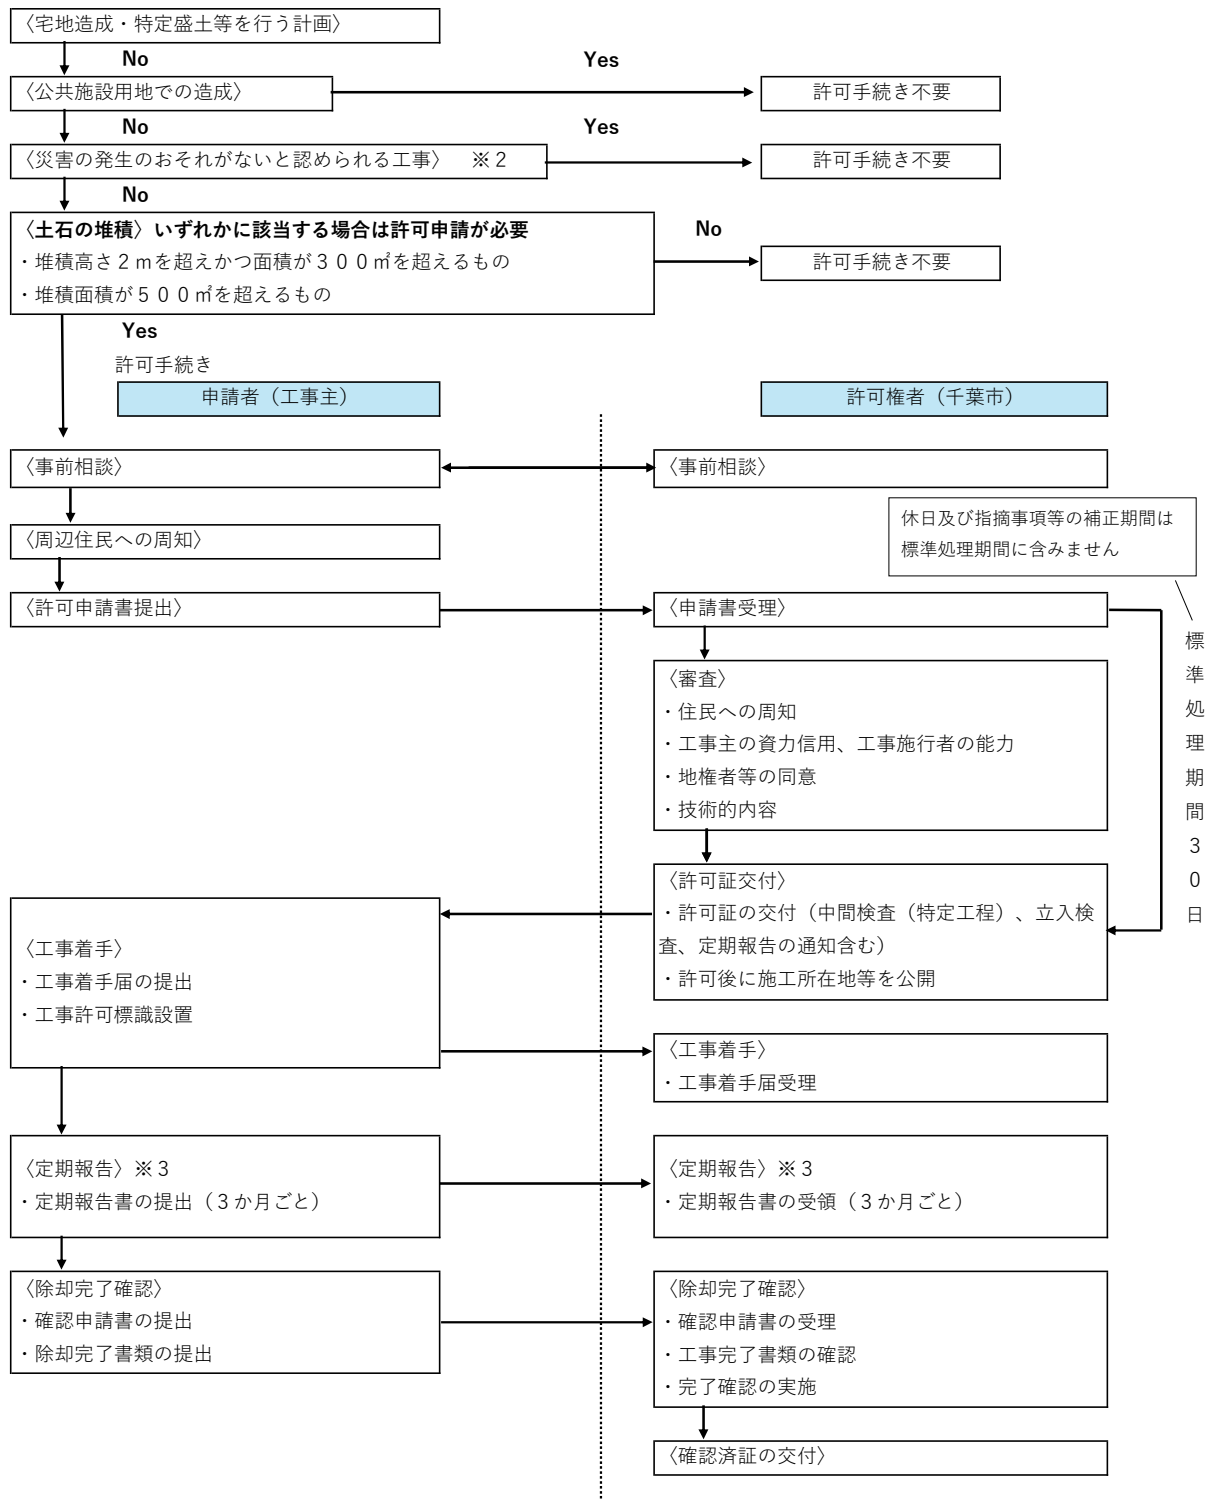 〈宅地造成・特定盛土等を行う計画〉
No
Yes
〈公共施設用地での造成〉
許可手続き不要
No
Yes
〈災害の発生のおそれがないと認められる工事〉　※２
許可手続き不要
No
〈土石の堆積〉いずれかに該当する場合は許可申請が必要
・堆積高さ２ｍを超えかつ面積が３００㎡を超えるもの
・堆積面積が５００㎡を超えるもの
No
許可手続き不要
Yes
許可手続き
申請者（工事主）
許可権者（千葉市）
〈事前相談〉
〈事前相談〉
休日及び指摘事項等の補正期間は
標準処理期間に含みません
〈周辺住民への周知〉
〈許可申請書提出〉
〈申請書受理〉
標準処理期間３０日
〈審査〉
・住民への周知
・工事主の資力信用、工事施行者の能力
・地権者等の同意
・技術的内容
〈許可証交付〉
・許可証の交付（中間検査（特定工程）、立入検
査、定期報告の通知含む）
・許可後に施工所在地等を公開
〈工事着手〉
・工事着手届の提出
・工事許可標識設置
〈工事着手〉
・工事着手届受理
〈定期報告〉※３
・定期報告書の提出（３か月ごと）
〈定期報告〉※３
・定期報告書の受領（３か月ごと）
〈除却完了確認〉
・確認申請書の提出
・除却完了書類の提出
〈除却完了確認〉
・確認申請書の受理
・工事完了書類の確認
・完了確認の実施
〈確認済証の交付〉